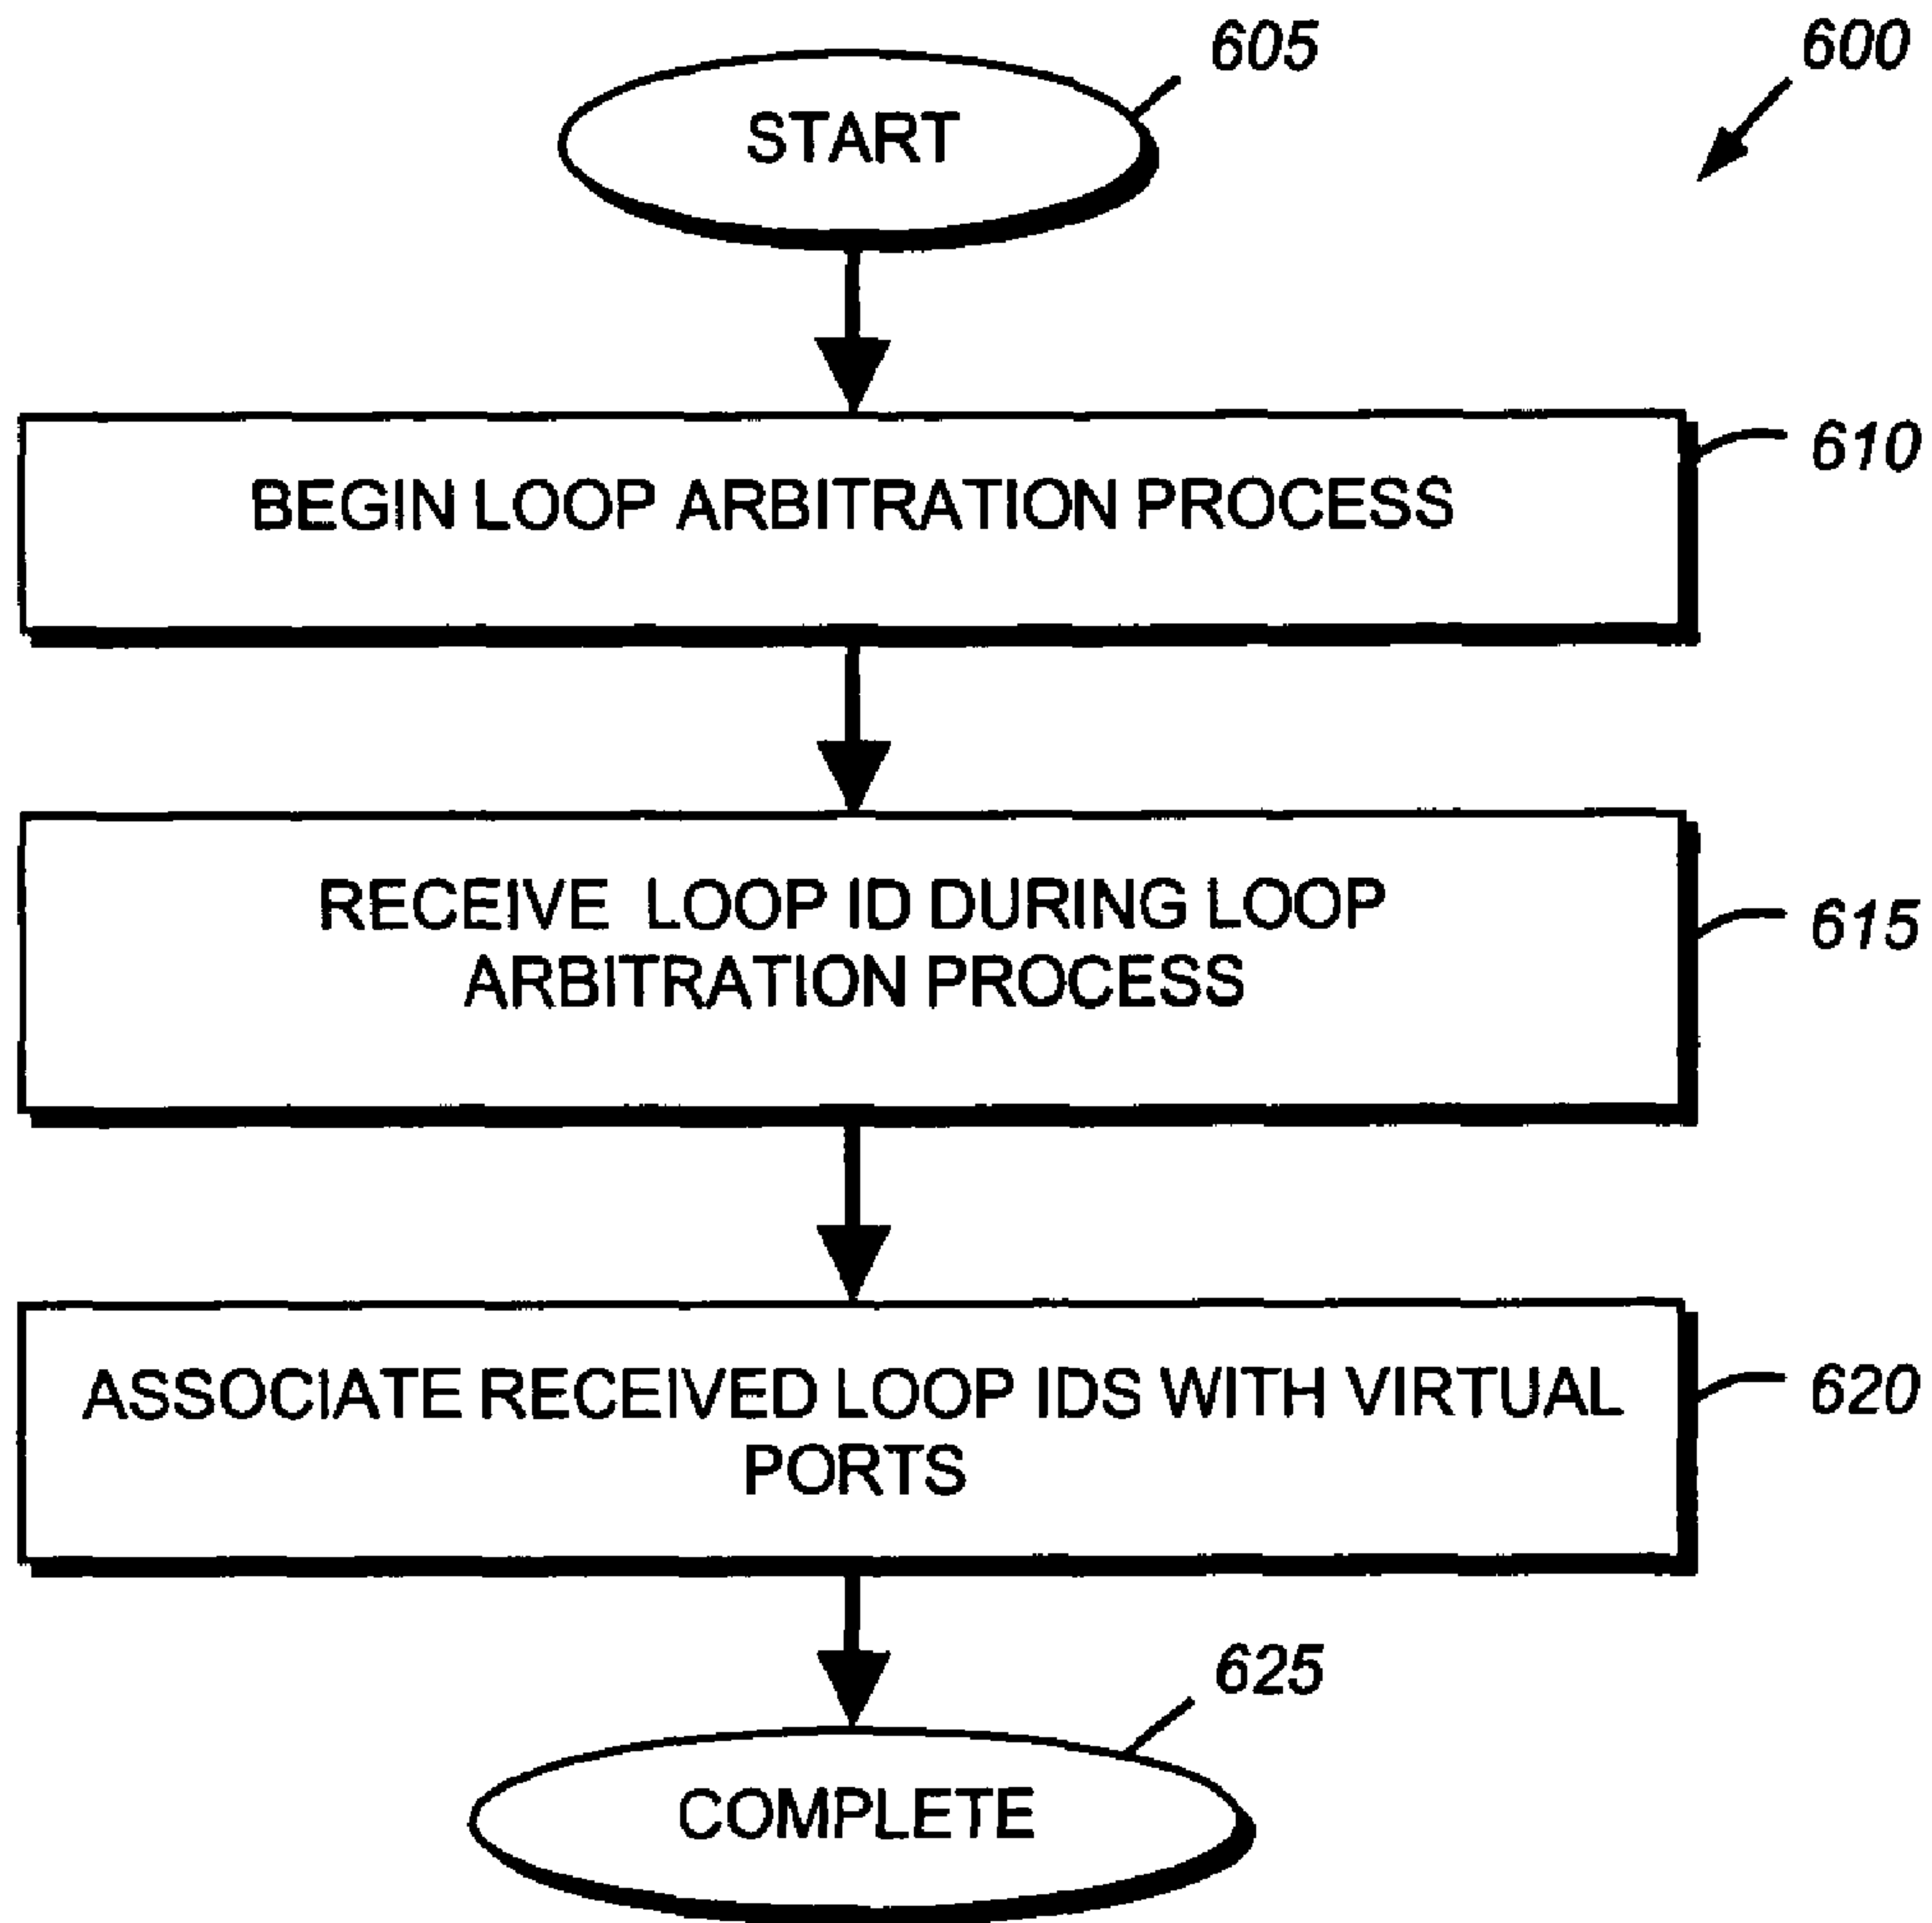 605
600
START
610
BEGIN LOOP ARBITRATION PROCESS
RECEIVE LOOP ID DURING LOOP
615
ARBITRATION PROCESS
620
ASSOCIATE RECEIVED LOOP IDS WITH VIRTUAL
PORTS
625
COMPLETE